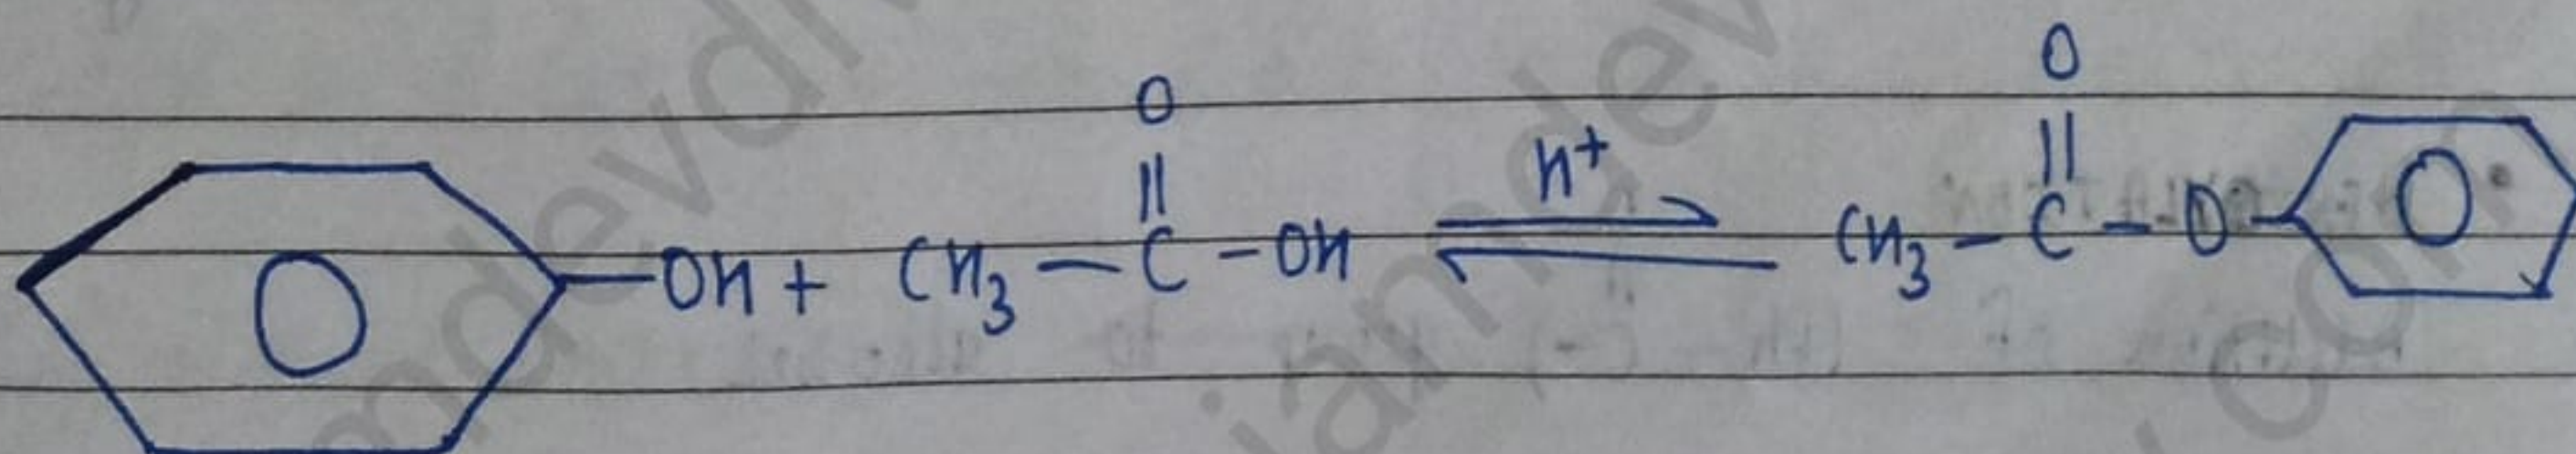 O O
OH + CH3 - C - OH H+ ⇌ CH3 - C - O -